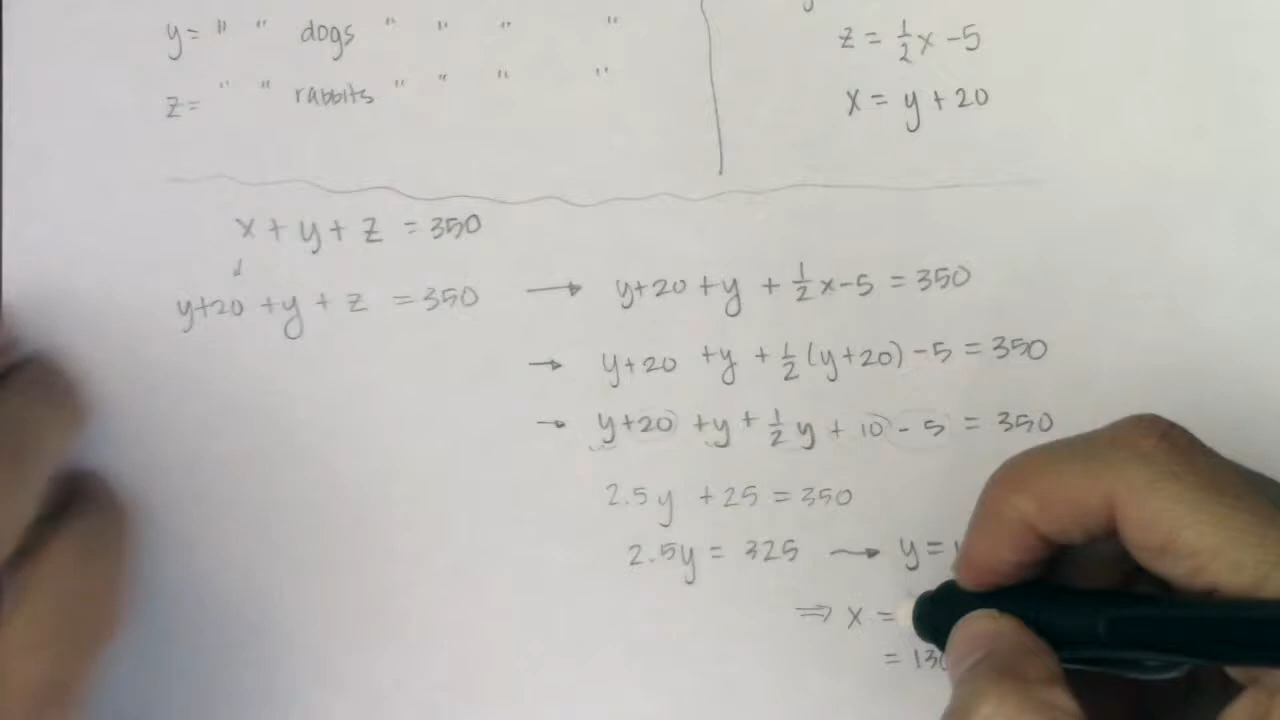 y = " " dogs " " " "
z = " " rabbits " " " "
z = ½x - 5
x = y + 20
x + y + z = 350
↓
y+20 + y + z = 350 → y+20 + y + ½x - 5 = 350
→ y+20 + y + ½(y+20) - 5 = 350
→ y+20 + y + ½y + 10 - 5 = 350
2.5y + 25 = 350
2.5y = 325 → y =
⇒ x =
=